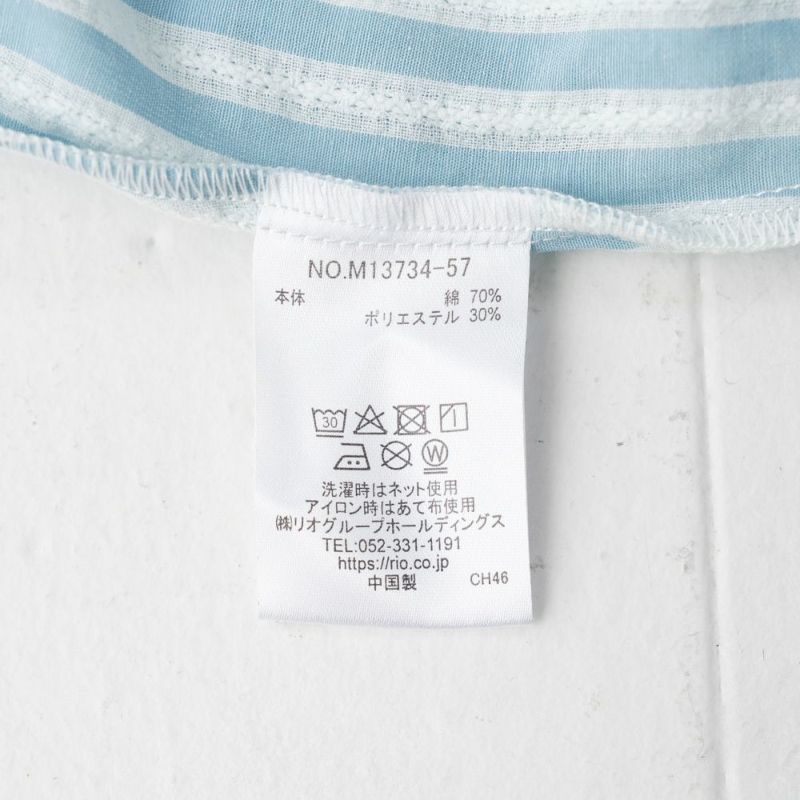 NO.M13734-57
本体 綿 70%
ポリエステル 30%
30
W
洗濯時はネット使用
アイロン時はあて布使用
㈱リオグループホールディングス
TEL:052-331-1191
https://rio.co.jp
中国製 CH46